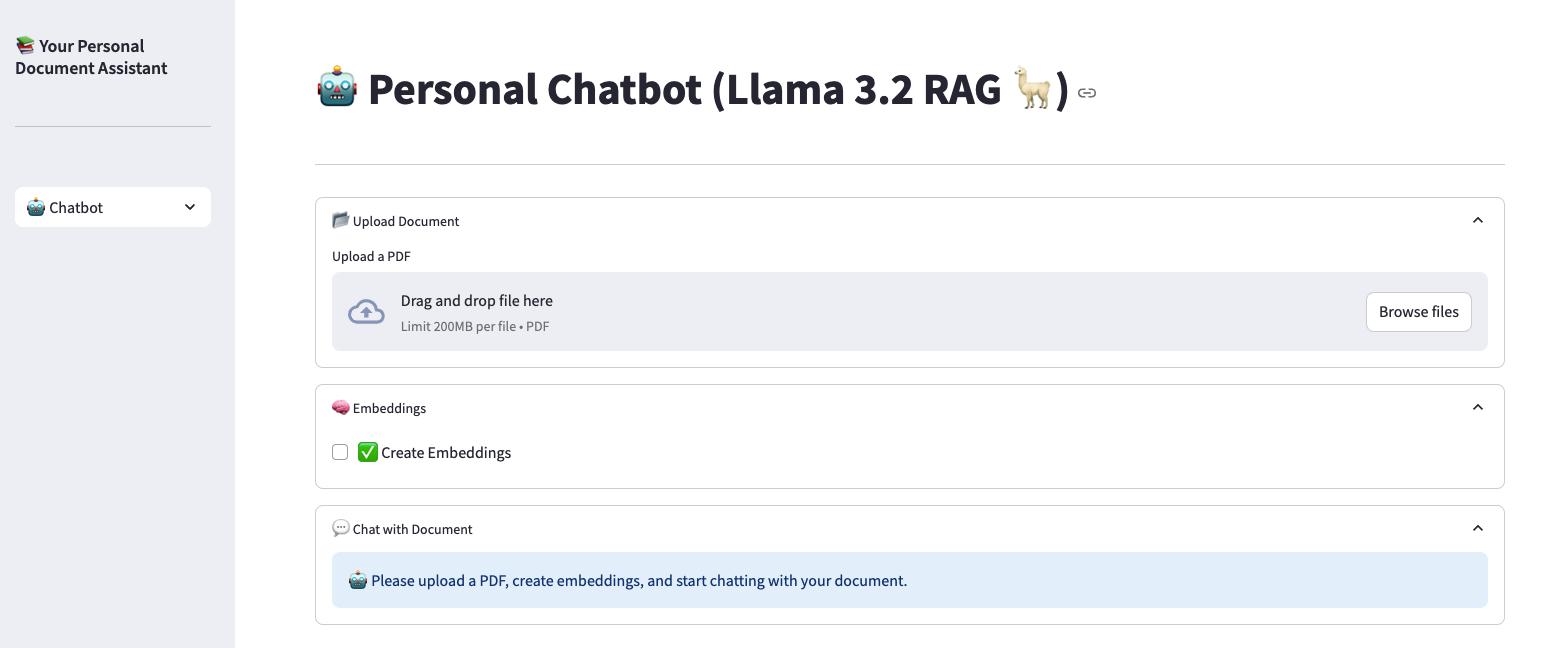 📚 Your Personal
Document Assistant
🤖 Chatbot
🤖 Personal Chatbot (Llama 3.2 RAG 🦙)
📂 Upload Document
Upload a PDF
Drag and drop file here
Limit 200MB per file • PDF
Browse files
🧠 Embeddings
✅ Create Embeddings
💬 Chat with Document
🤖 Please upload a PDF, create embeddings, and start chatting with your document.